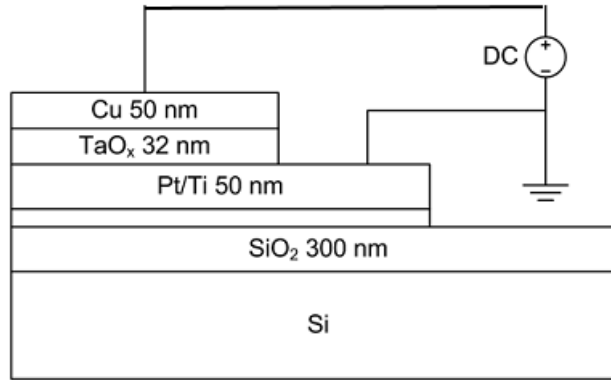 DC
+
−
Cu 50 nm
TaOₓ 32 nm
Pt/Ti 50 nm
SiO₂ 300 nm
Si